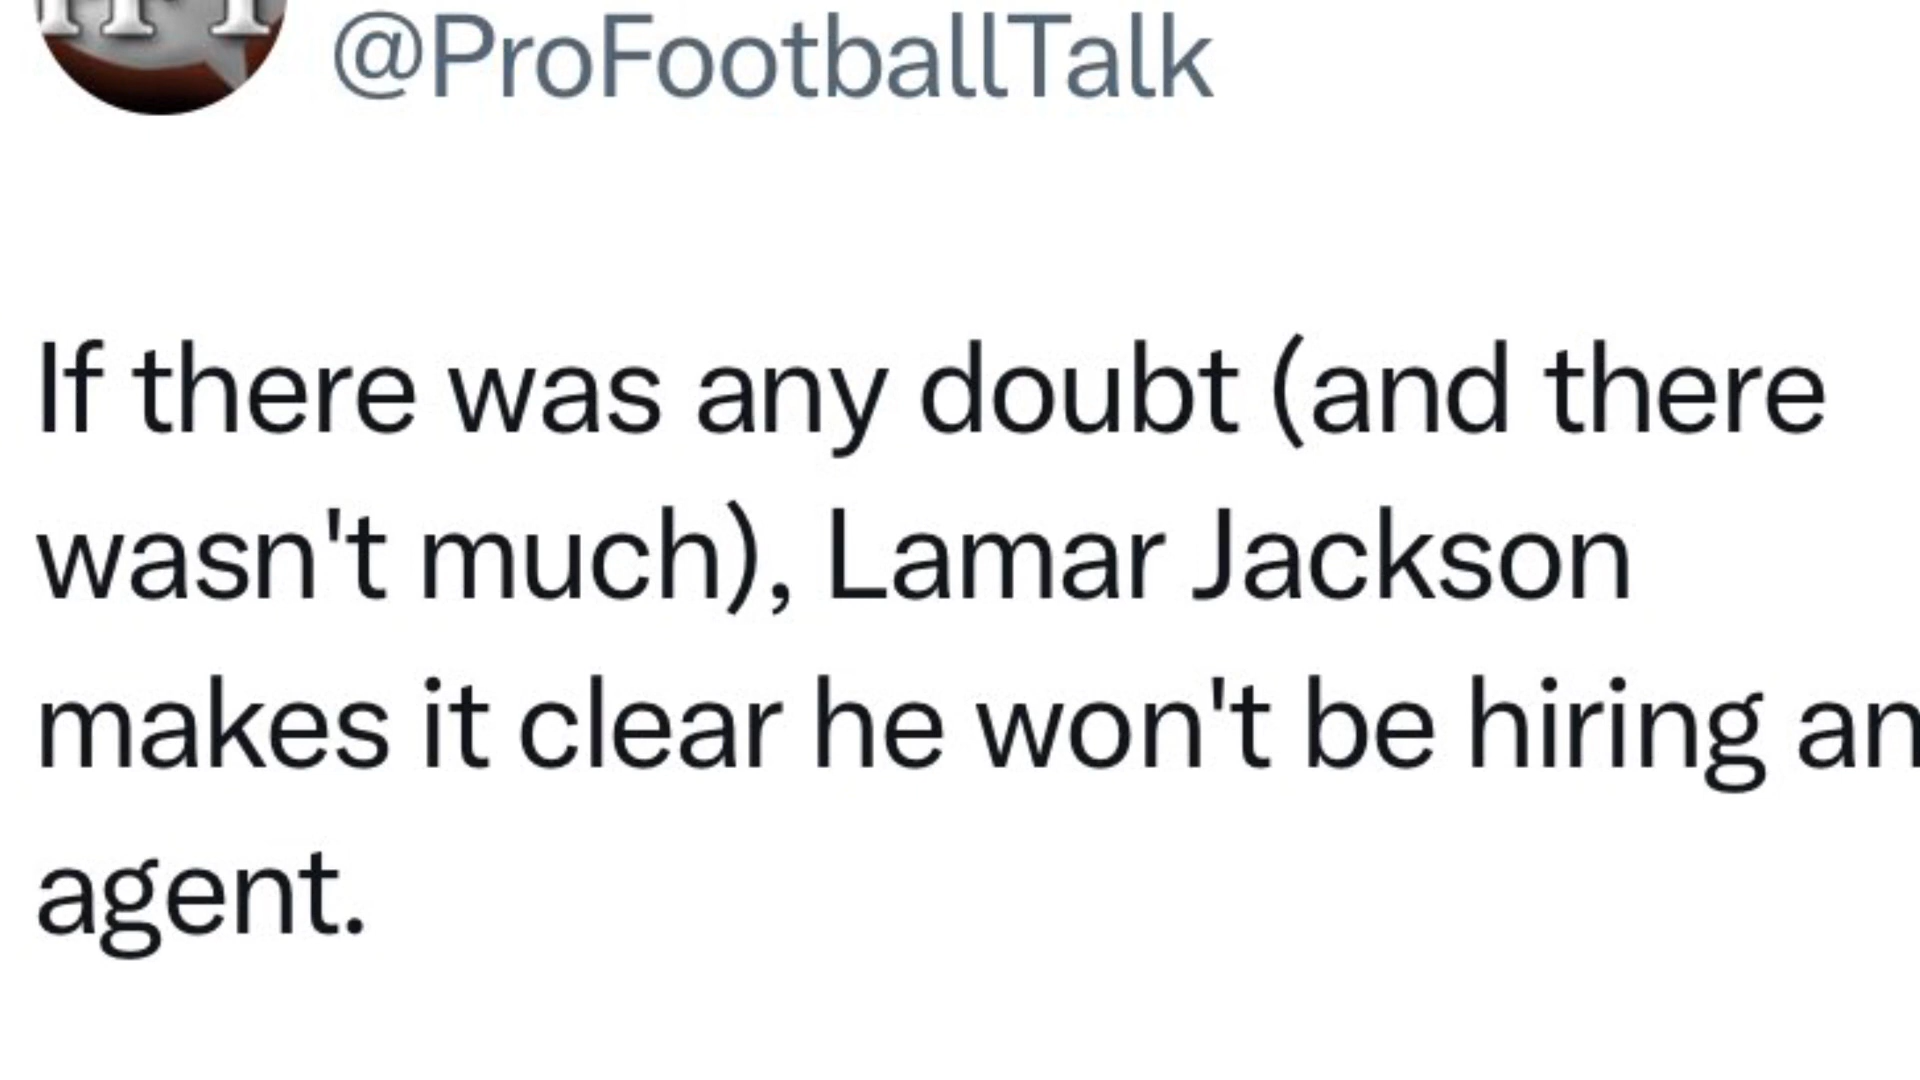 @ProFootballTalk
If there was any doubt (and there
wasn't much), Lamar Jackson
makes it clear he won't be hiring an
agent.